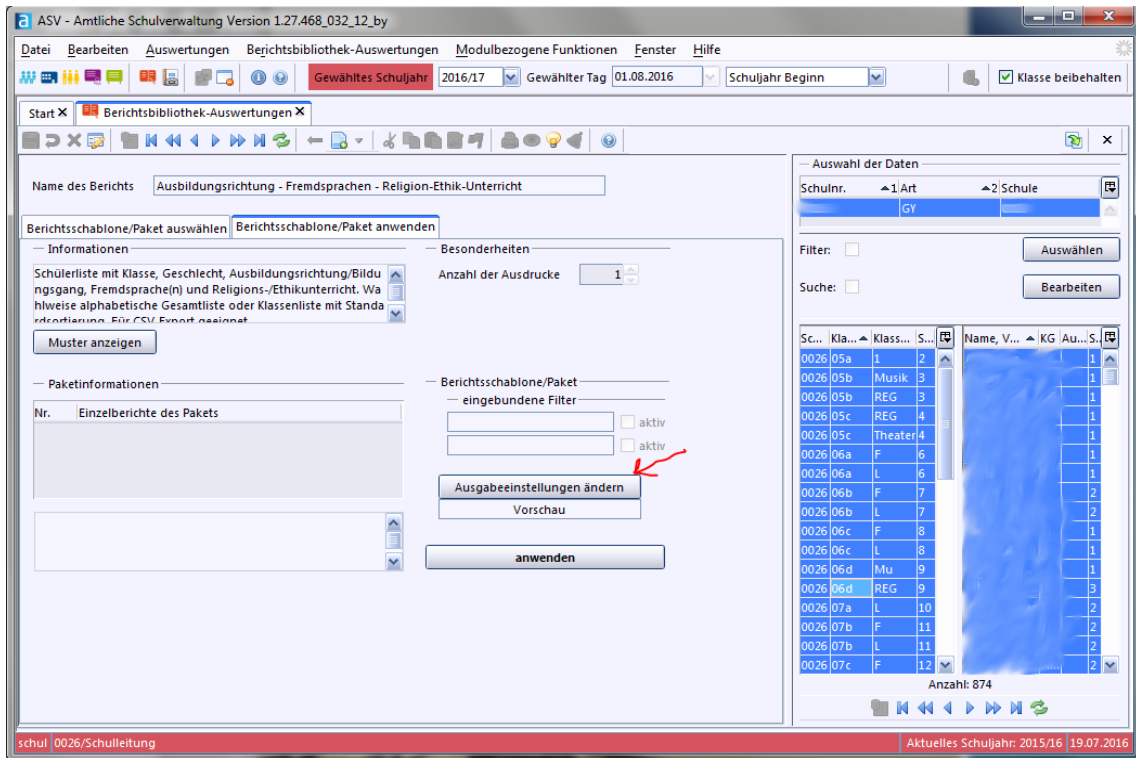 ASV - Amtliche Schulverwaltung Version 1.27.468_032_12_by
Datei Bearbeiten Auswertungen Berichtsbibliothek-Auswertungen Modulbezogene Funktionen Fenster Hilfe
Gewähltes Schuljahr 2016/17 Gewählter Tag 01.08.2016 Schuljahr Beginn Klasse beibehalten
Start Berichtsbibliothek-Auswertungen
Name des Berichts Ausbildungsrichtung - Fremdsprachen - Religion-Ethik-Unterricht
Berichtsschablone/Paket auswählen Berichtsschablone/Paket anwenden
Informationen
Schülerliste mit Klasse, Geschlecht, Ausbildungsrichtung/Bildu
ngsgang, Fremdsprache(n) und Religions-/Ethikunterricht. Wa
hlweise alphabetische Gesamtliste oder Klassenliste mit Standa
rdsortierung. Für CSV-Export geeignet
Muster anzeigen
Besonderheiten
Anzahl der Ausdrucke 1
Paketinformationen
Nr. Einzelberichte des Pakets
Berichtsschablone/Paket
eingebundene Filter
aktiv
aktiv
Ausgabeeinstellungen ändern
Vorschau
anwenden
Auswahl der Daten
Schulnr. 1 Art 2 Schule
GY
Filter: Auswählen
Suche: Bearbeiten
Sc... Kla... Klass... S... Name, V... KG Au... S..
0026 05a 1 2 1
0026 05b Musik 3 1
0026 05b REG 3 1
0026 05c REG 4 1
0026 05c Theater 4 1
0026 06a F 6 1
0026 06a L 6 1
0026 06b F 7 2
0026 06b L 7 2
0026 06c F 8 1
0026 06c L 8 1
0026 06d Mu 9 1
0026 06d REG 9 3
0026 07a L 10 2
0026 07b F 11 2
0026 07b L 11 2
0026 07c F 12 2
Anzahl: 874
schul 0026/Schulleitung Aktuelles Schuljahr: 2015/16 19.07.2016